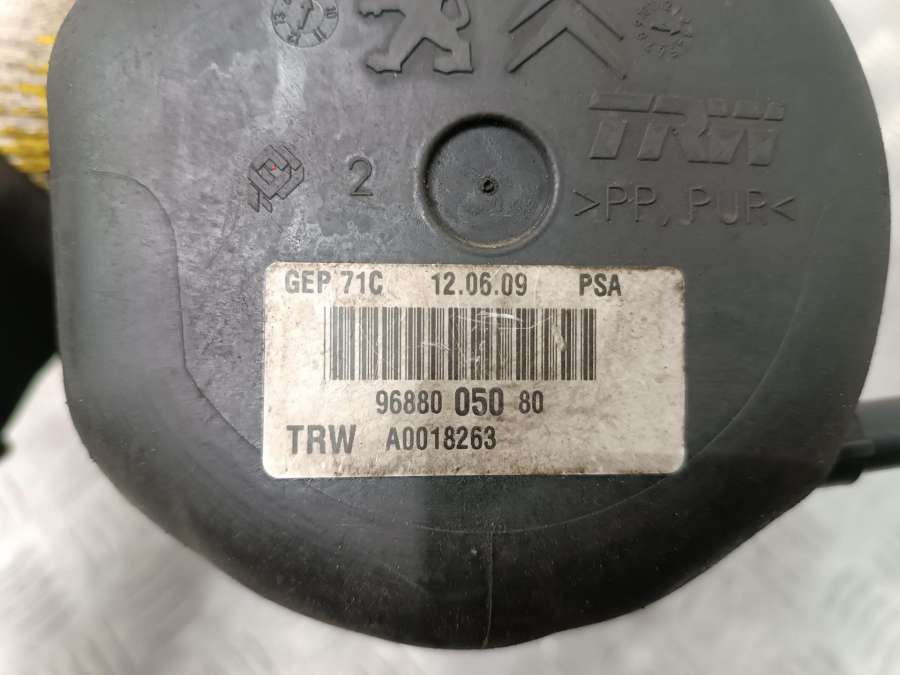 TRW
2
>PP, PUR<
GEP 71C 12.06.09 PSA
96880 050 80
TRW A0018263